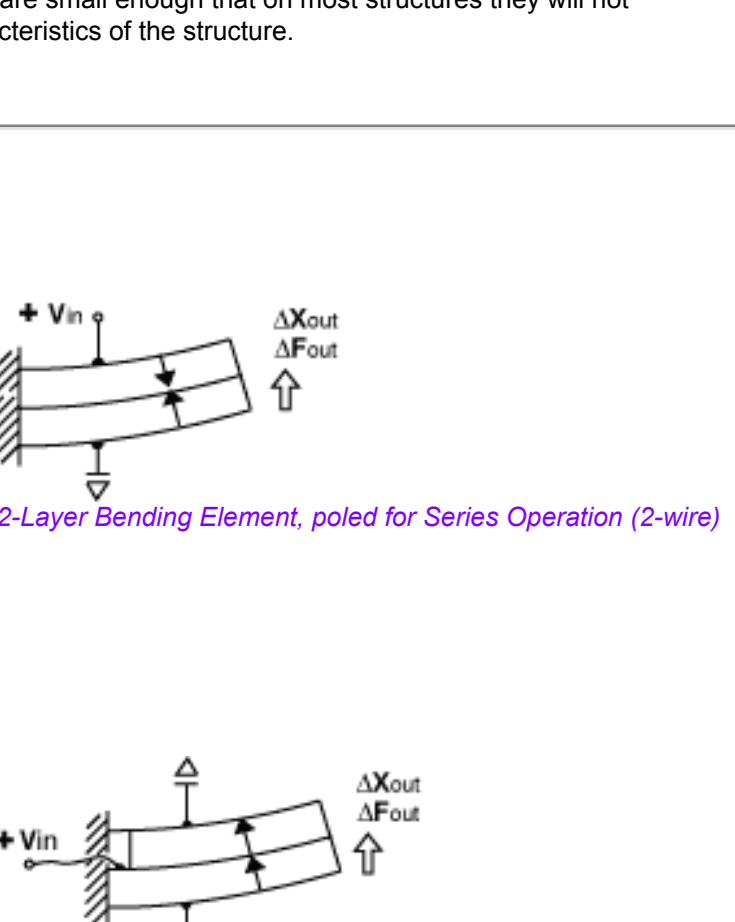 are small enough that on most structures they will not
cteristics of the structure.
+ Vin
ΔXout
ΔFout
2-Layer Bending Element, poled for Series Operation (2-wire)
ΔXout
ΔFout
+ Vin